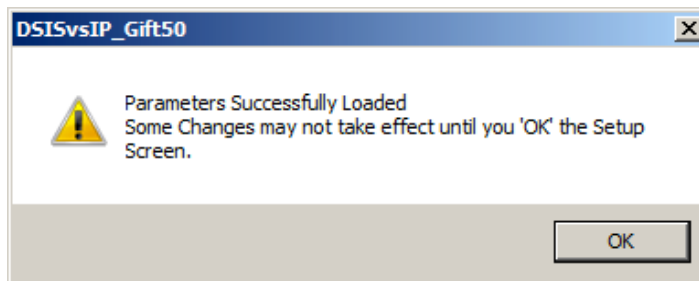 DSISvsIP_Gift50
Parameters Successfully Loaded
Some Changes may not take effect until you 'OK' the Setup
Screen.
OK